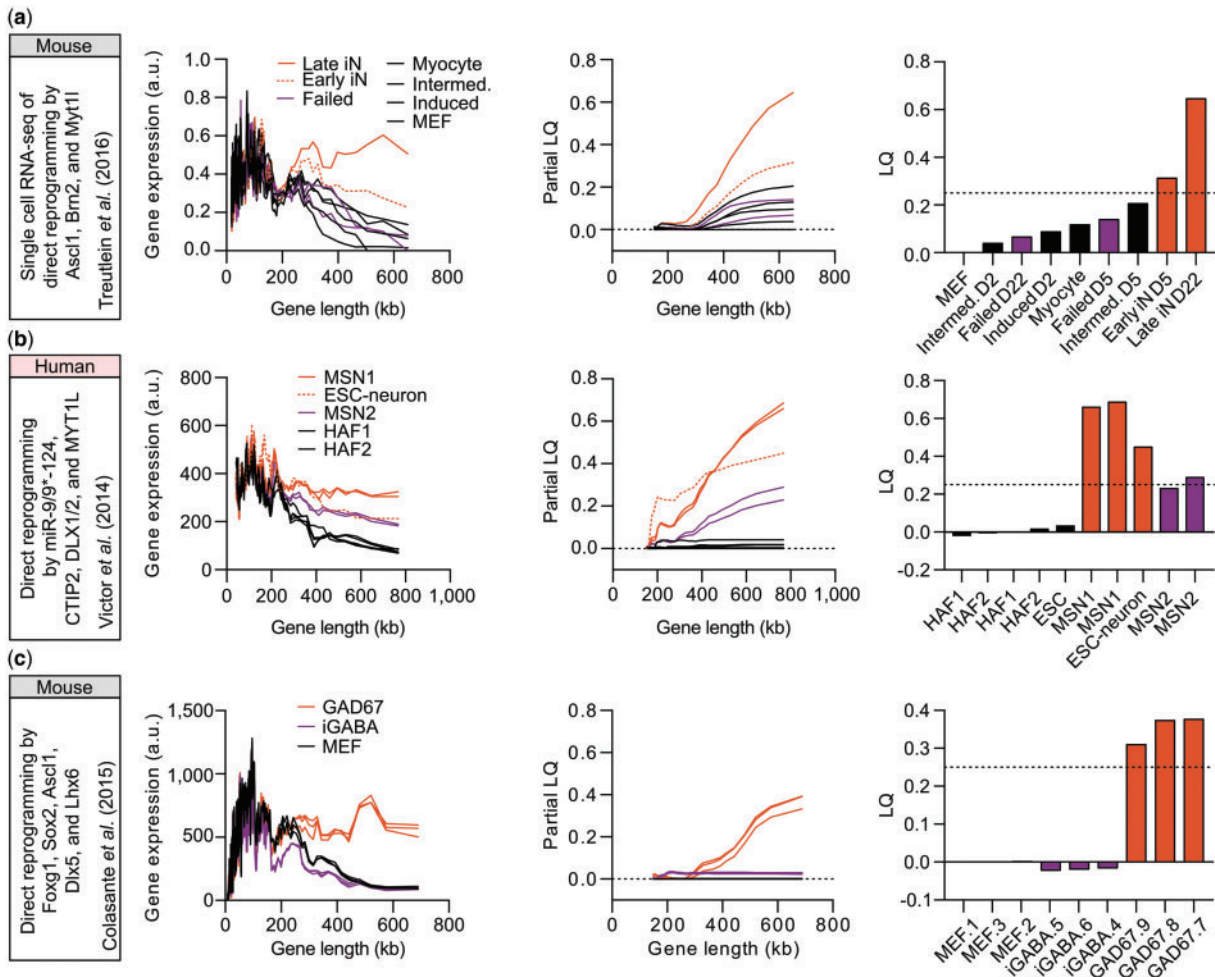 (a)
Mouse
Single cell RNA-seq of
direct reprogramming by
Ascl1, Brn2, and Myt1l
Treutlein et al. (2016)
Gene expression (a.u.)
1.0
0.8
0.6
0.4
0.2
0.0
0
200
400
600
800
Gene length (kb)
Late iN
Early iN
Failed
Myocyte
Intermed.
Induced
MEF
Partial LQ
0.8
0.6
0.4
0.2
0.0
0
200
400
600
800
Gene length (kb)
LQ
0.8
0.6
0.4
0.2
0.0
MEF
Intermed. D2
Failed D22
Induced D2
Myocyte
Failed D5
Intermed. D5
Early iN D5
Late iN D22
(b)
Human
Direct reprogramming
by miR-9/9*-124,
CTIP2, DLX1/2, and MYT1L
Victor et al. (2014)
Gene expression (a.u.)
800
600
400
200
0
0
200
400
600
800
1,000
Gene length (kb)
MSN1
ESC-neuron
MSN2
HAF1
HAF2
Partial LQ
0.8
0.6
0.4
0.2
0.0
0
200
400
600
800
1,000
Gene length (kb)
LQ
0.8
0.6
0.4
0.2
0.0
-0.2
HAF1
HAF2
HAF1
HAF2
ESC
MSN1
MSN1
ESC-neuron
MSN2
MSN2
(c)
Mouse
Direct reprogramming by
Foxg1, Sox2, Ascl1,
Dlx5, and Lhx6
Colasante et al. (2015)
Gene expression (a.u.)
1,500
1,000
500
0
0
200
400
600
800
Gene length (kb)
GAD67
iGABA
MEF
Partial LQ
0.8
0.6
0.4
0.2
0.0
0
200
400
600
800
Gene length (kb)
LQ
0.4
0.3
0.2
0.1
-0.0
-0.1
MEF.1
MEF.3
MEF.2
iGABA.5
iGABA.6
iGABA.4
GAD67.9
GAD67.8
GAD67.7